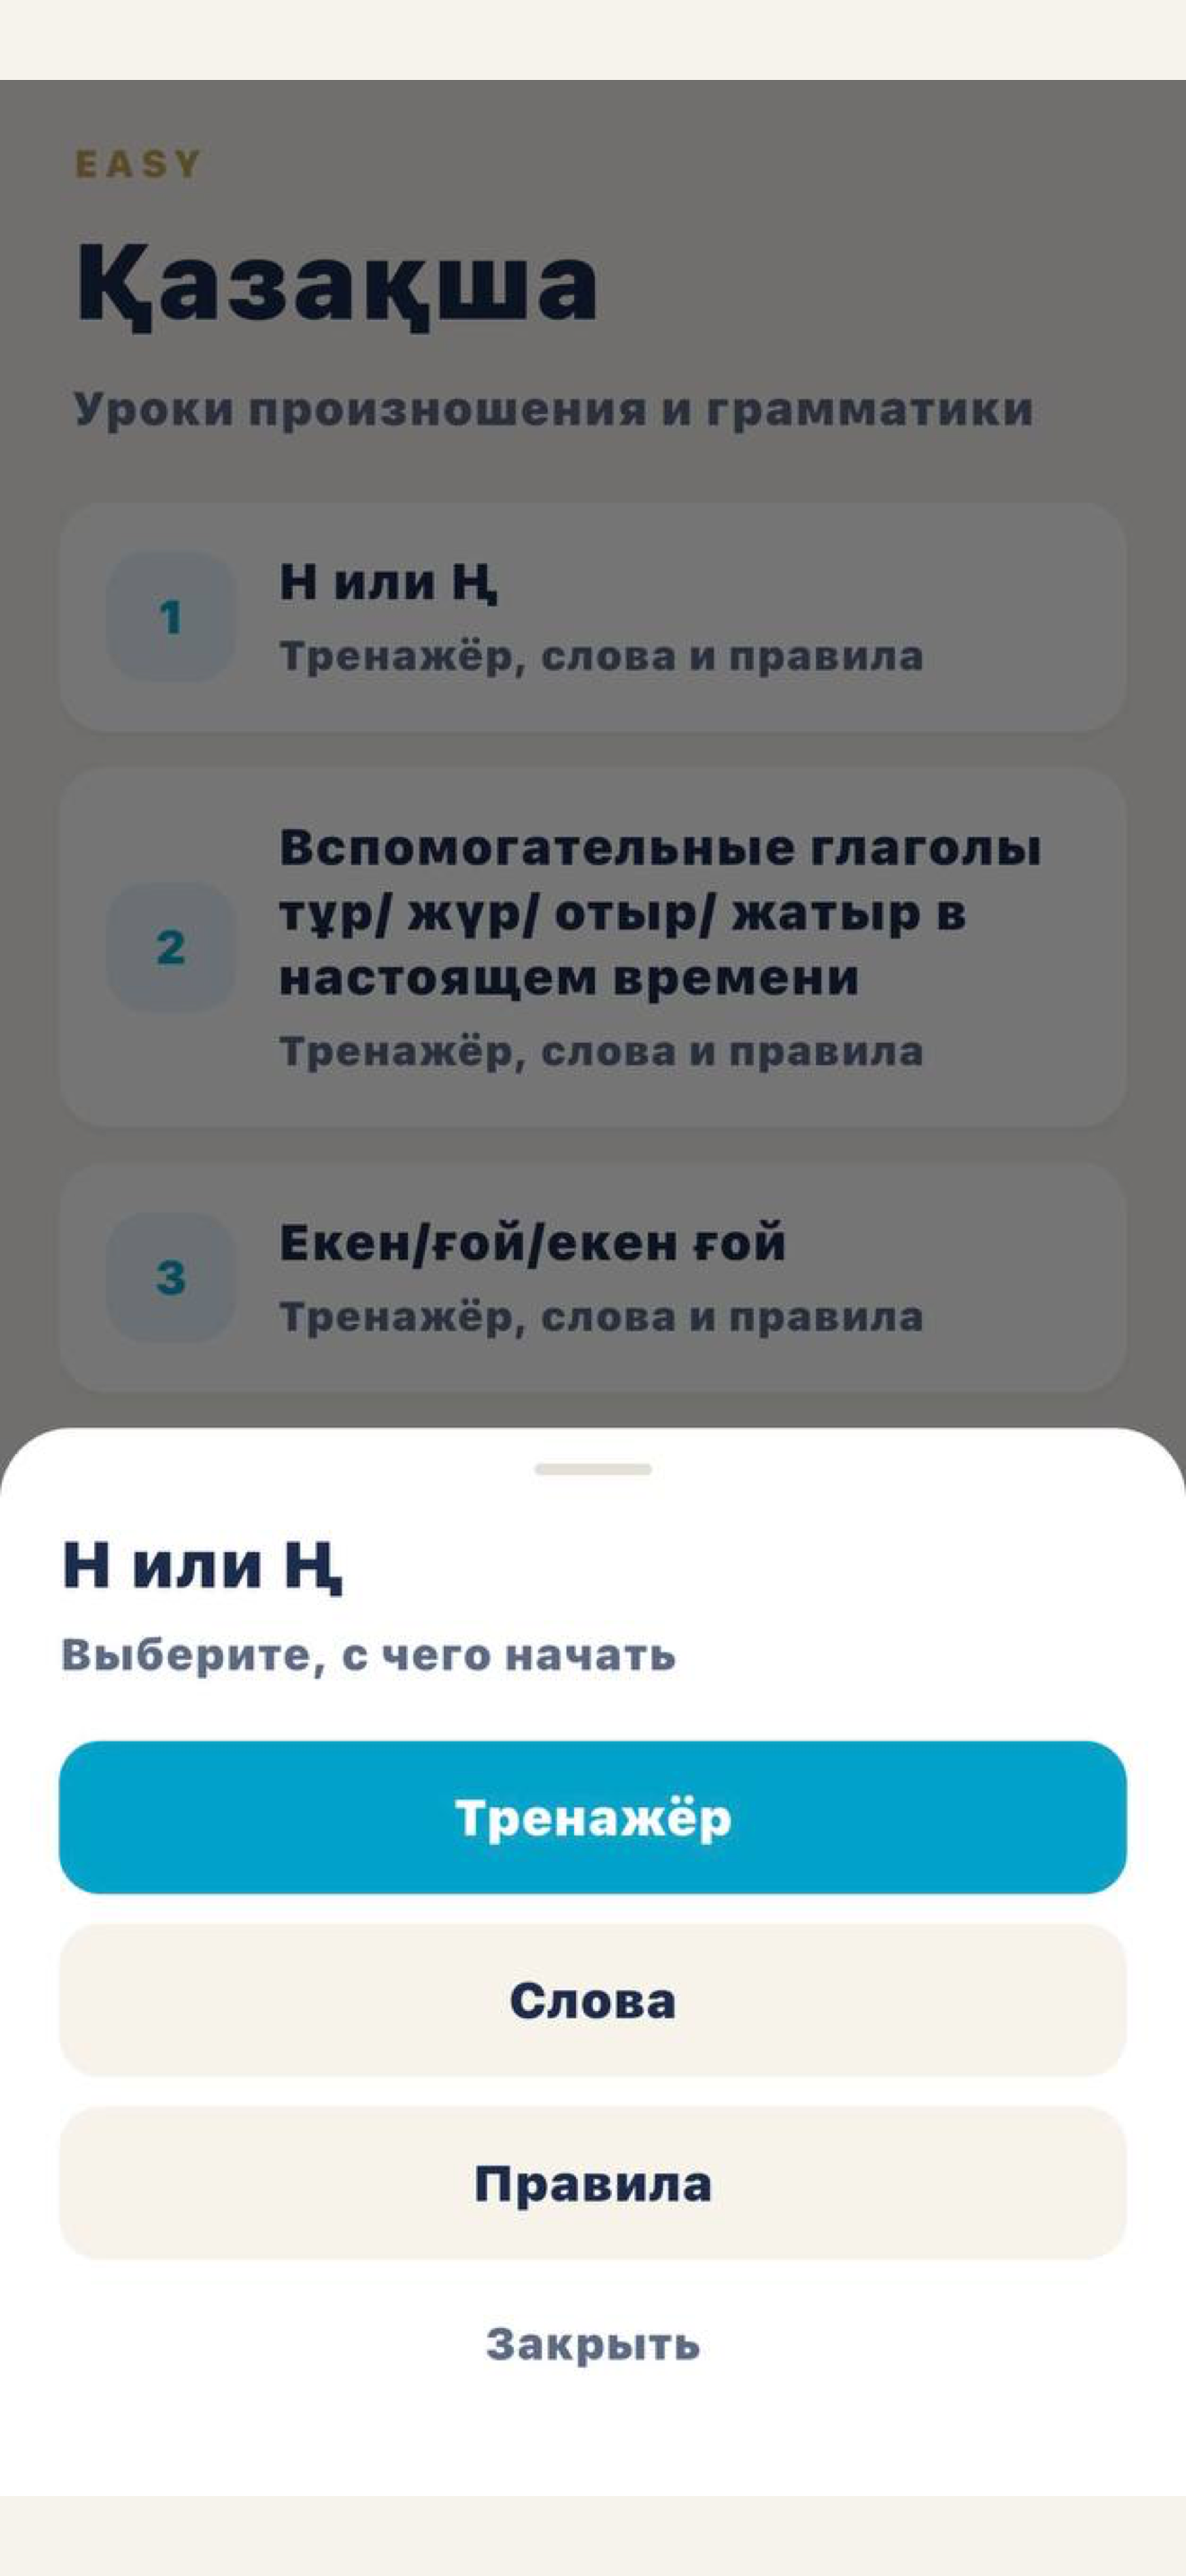 EASY
Қазақша
Уроки произношения и грамматики
1
Н или Ң
Тренажёр, слова и правила
2
Вспомогательные глаголы
тұр/ жүр/ отыр/ жатыр в
настоящем времени
Тренажёр, слова и правила
3
Екен/ғой/екен ғой
Тренажёр, слова и правила
Н или Ң
Выберите, с чего начать
Тренажёр
Слова
Правила
Закрыть